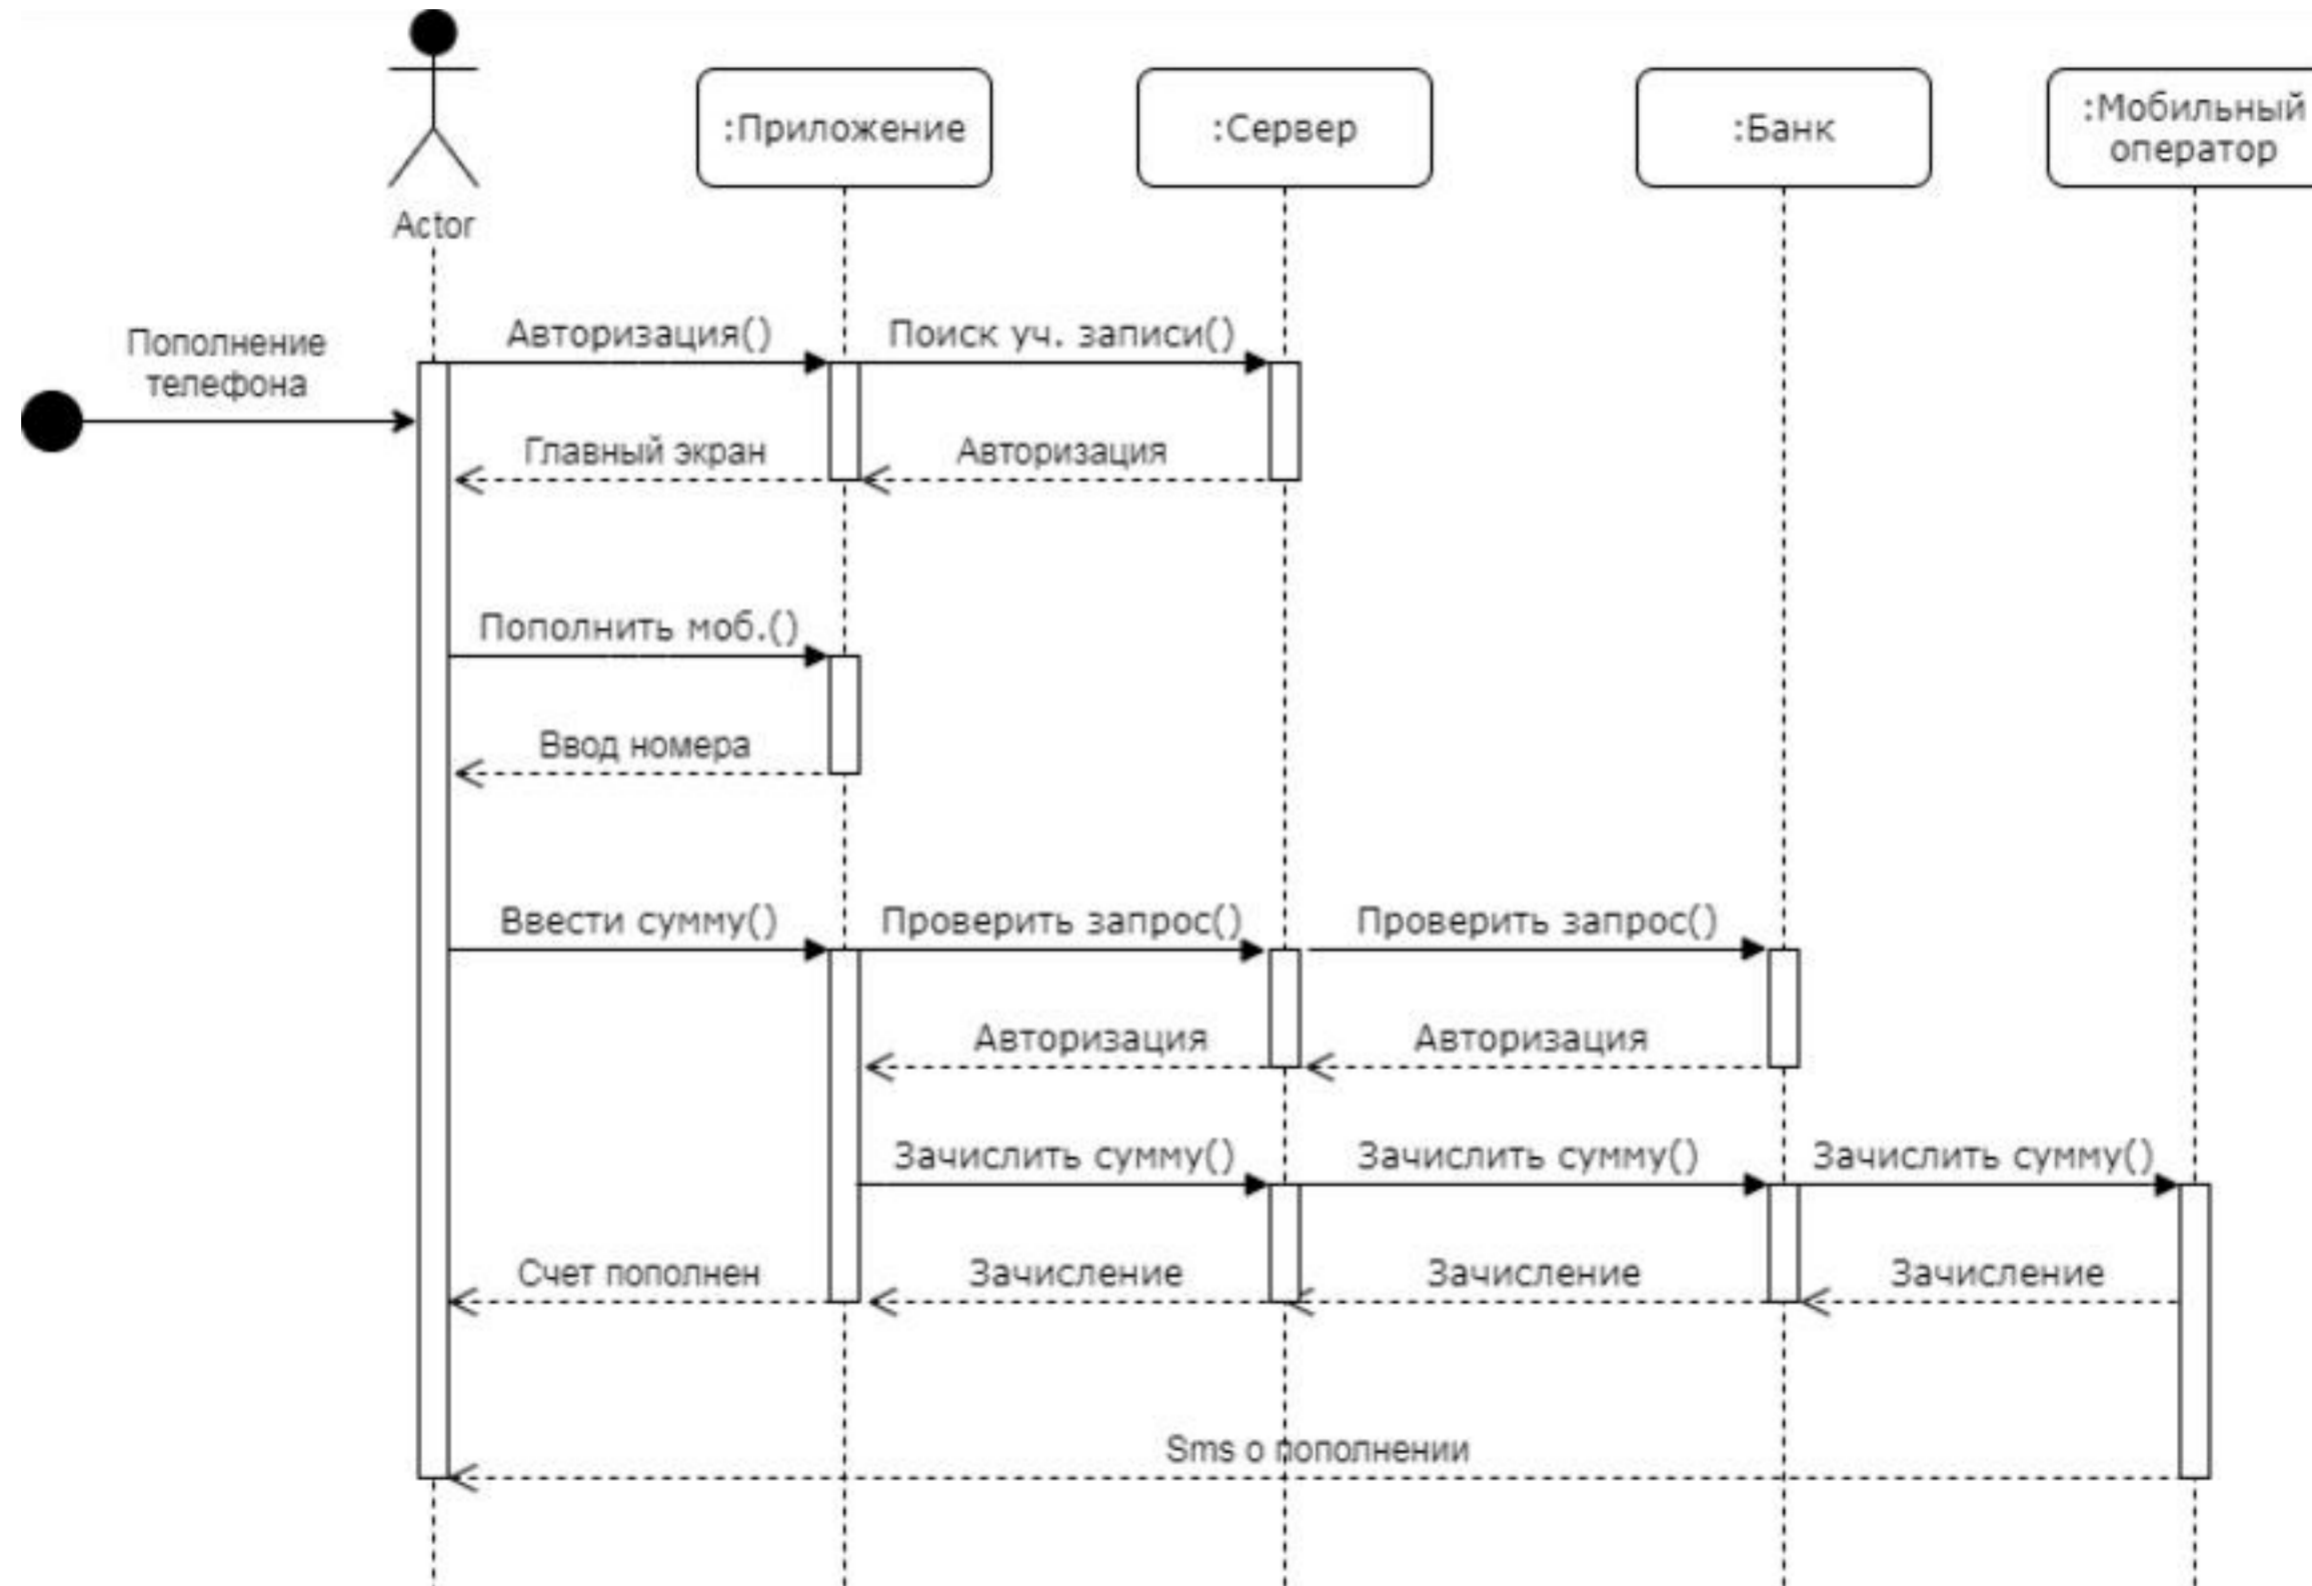 Actor
:Приложение
:Сервер
:Банк
:Мобильный
оператор
Пополнение
телефона
Авторизация()
Поиск уч. записи()
Главный экран
Авторизация
Пополнить моб.()
Ввод номера
Ввести сумму()
Проверить запрос()
Проверить запрос()
Авторизация
Авторизация
Зачислить сумму()
Зачислить сумму()
Зачислить сумму()
Счет пополнен
Зачисление
Зачисление
Зачисление
Sms о пополнении